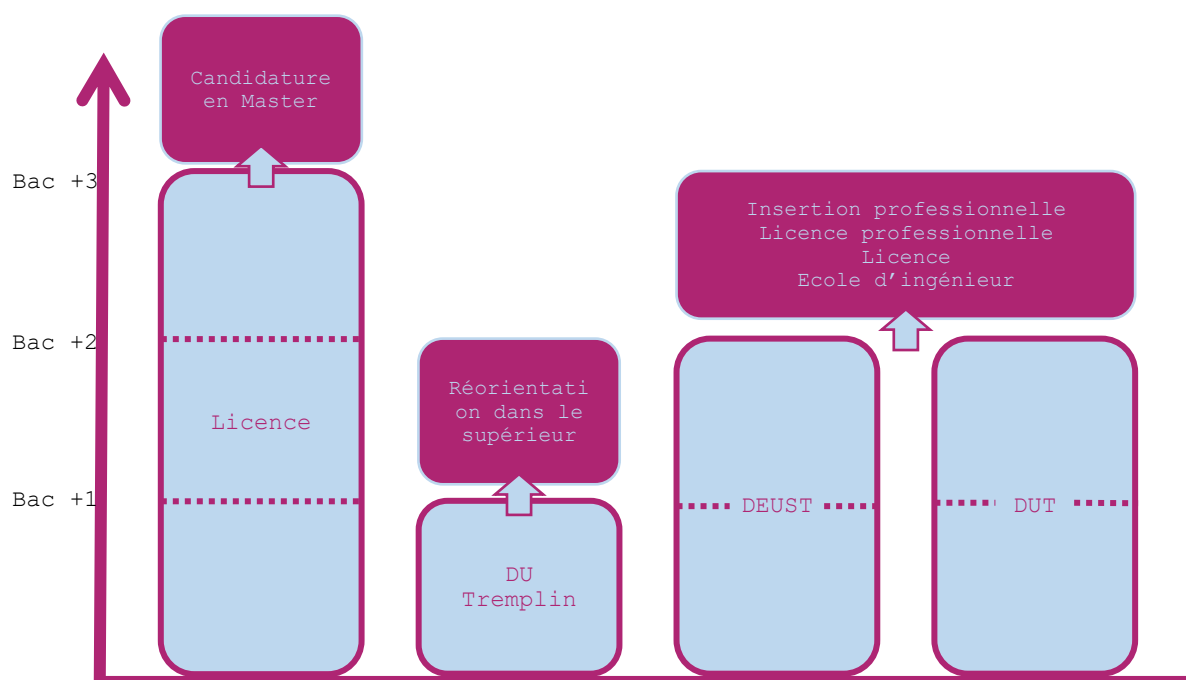 Candidature
en Master
Bac +3
Insertion professionnelle
Licence professionnelle
Licence
Ecole d’ingénieur
Bac +2
Réorientati
on dans le
supérieur
Licence
Bac +1
DEUST
DUT
DU
Tremplin